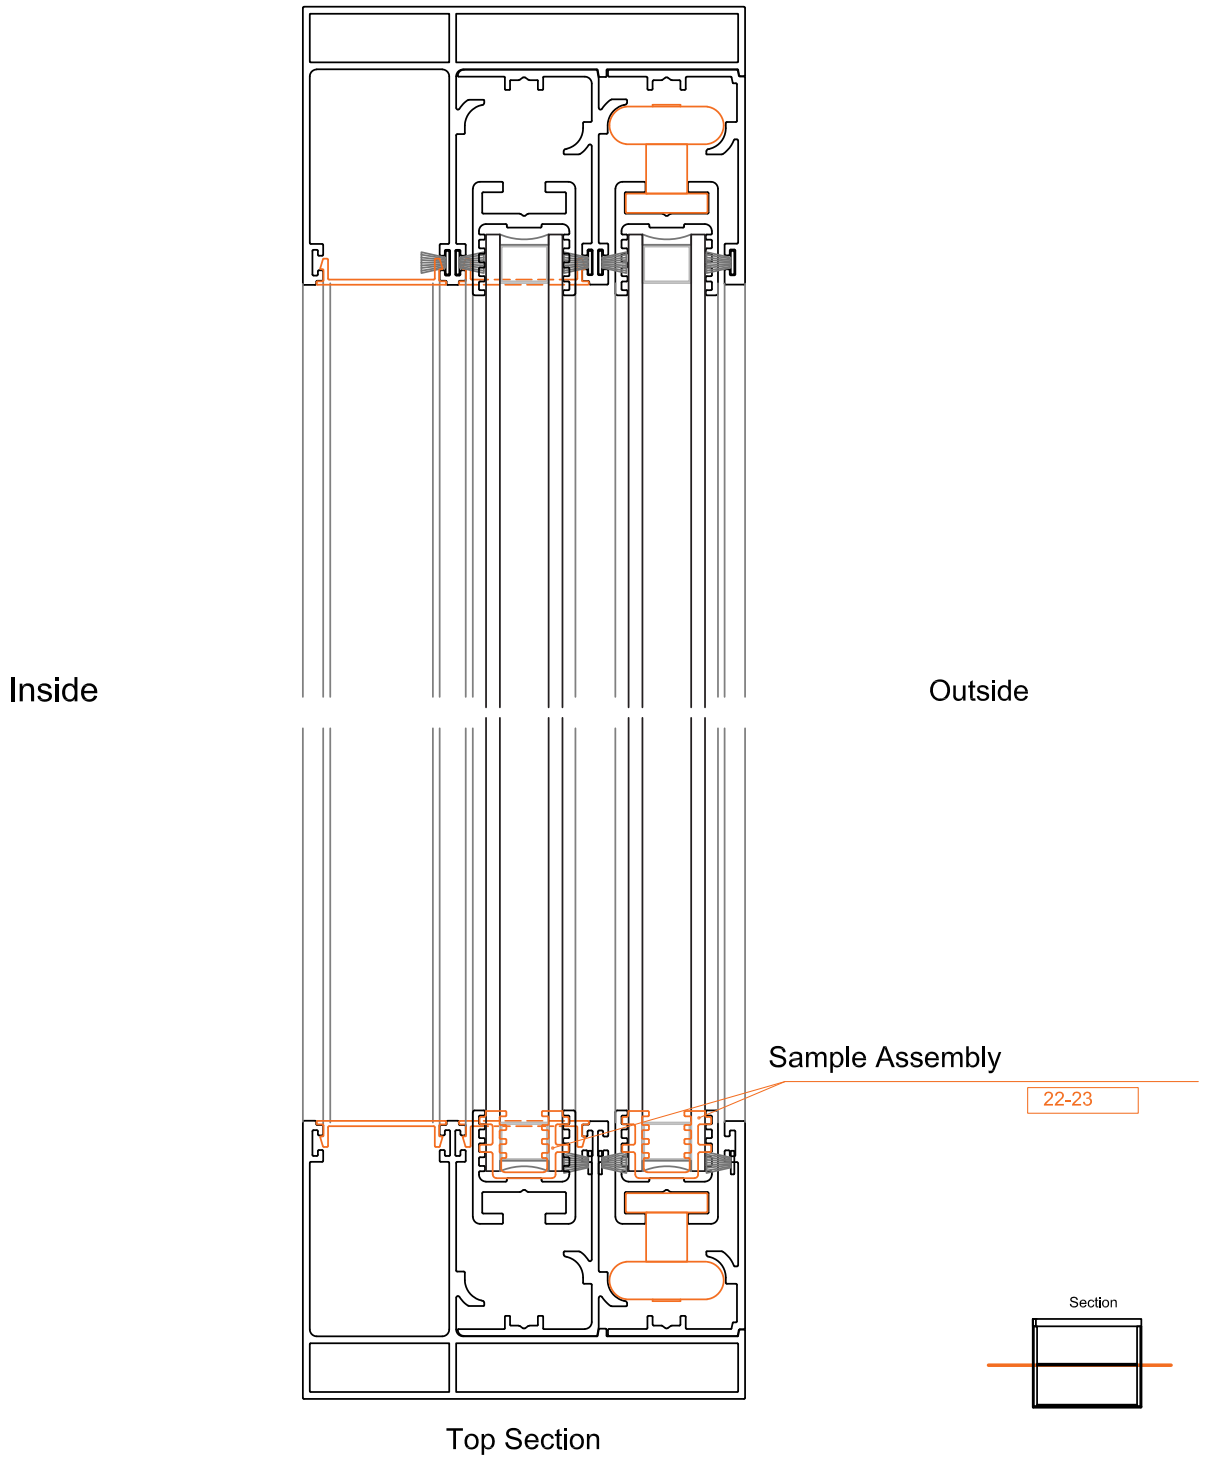 Inside
Outside
Sample Assembly
22-23
Section
Top Section